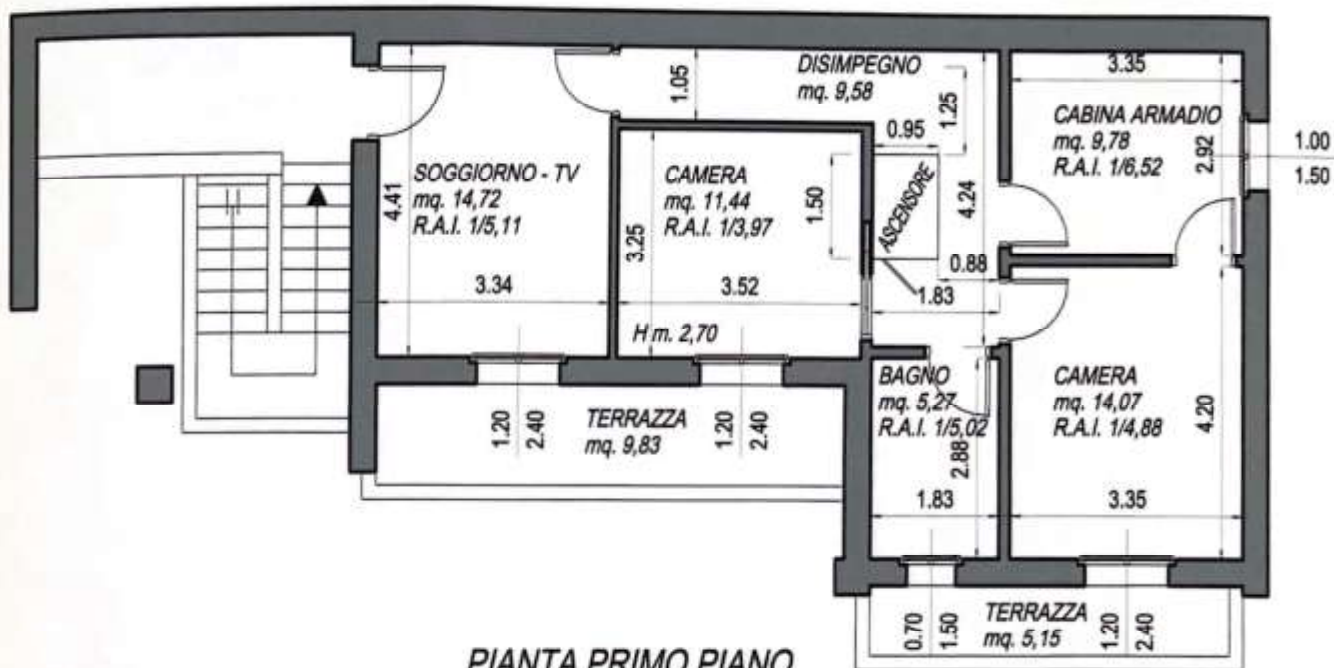 DISIMPEGNO
mq. 9,58
1.05
1.25
0.95
3.35
CABINA ARMADIO
mq. 9,78
R.A.I. 1/6,52
2.92
1.00
1.50
SOGGIORNO - TV
mq. 14,72
R.A.I. 1/5,11
4.41
3.34
CAMERA
mq. 11,44
R.A.I. 1/3,97
3.25
3.52
H m. 2,70
1.50
ASCENSORE
4.24
0.88
1.83
BAGNO
mq. 5,27
R.A.I. 1/5,02
2.88
1.83
CAMERA
mq. 14,07
R.A.I. 1/4,88
4.20
3.35
1.20
2.40
TERRAZZA
mq. 9,83
1.20
2.40
0.70
1.50
TERRAZZA
mq. 5,15
1.20
2.40
PIANTA PRIMO PIANO